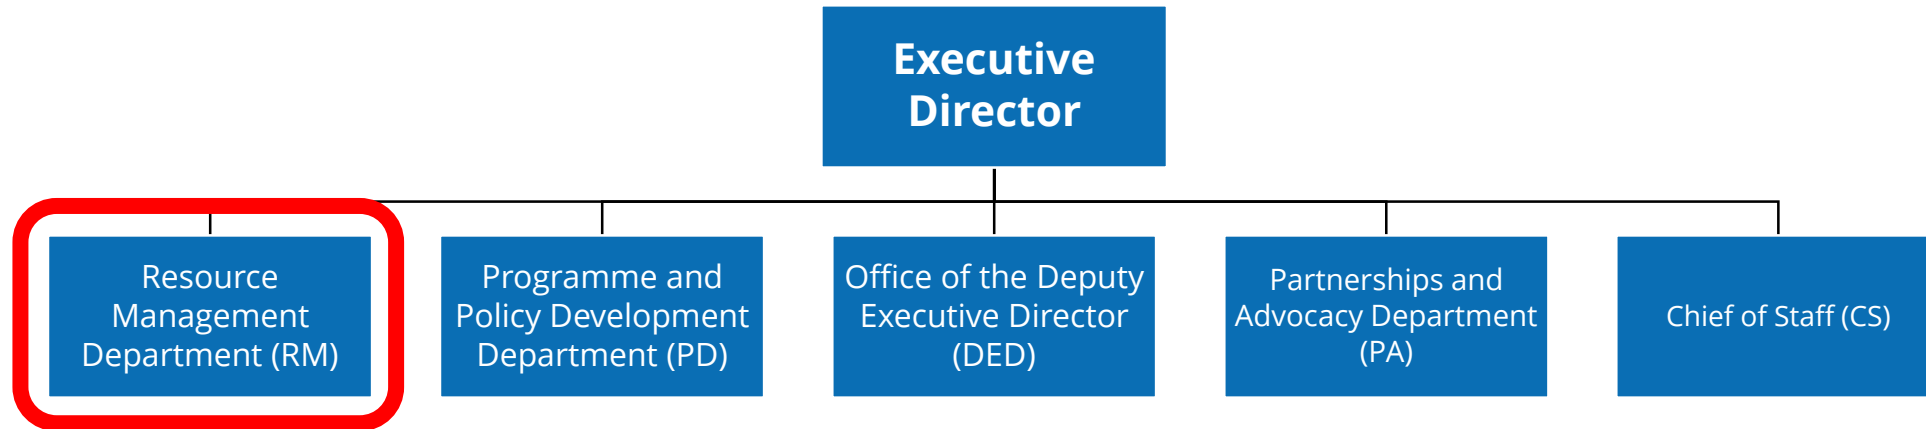 Executive
Director
Resource
Management
Department (RM)
Programme and
Policy Development
Department (PD)
Office of the Deputy
Executive Director
(DED)
Partnerships and
Advocacy Department
(PA)
Chief of Staff (CS)